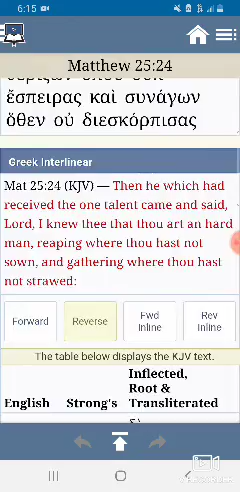 6:15
Matthew 25:24
ἔσπειρας καὶ συνάγων
ὅθεν οὐ διεσκόρπισας
Greek Interlinear
Mat 25:24 (KJV) — Then he which had
received the one talent came and said,
Lord, I knew thee that thou art an hard
man, reaping where thou hast not
sown, and gathering where thou hast
not strawed:
Forward
Reverse
Fwd
Inline
Rev
Inline
The table below displays the KJV text.
English
Strong's
Inflected,
Root &
Transliterated